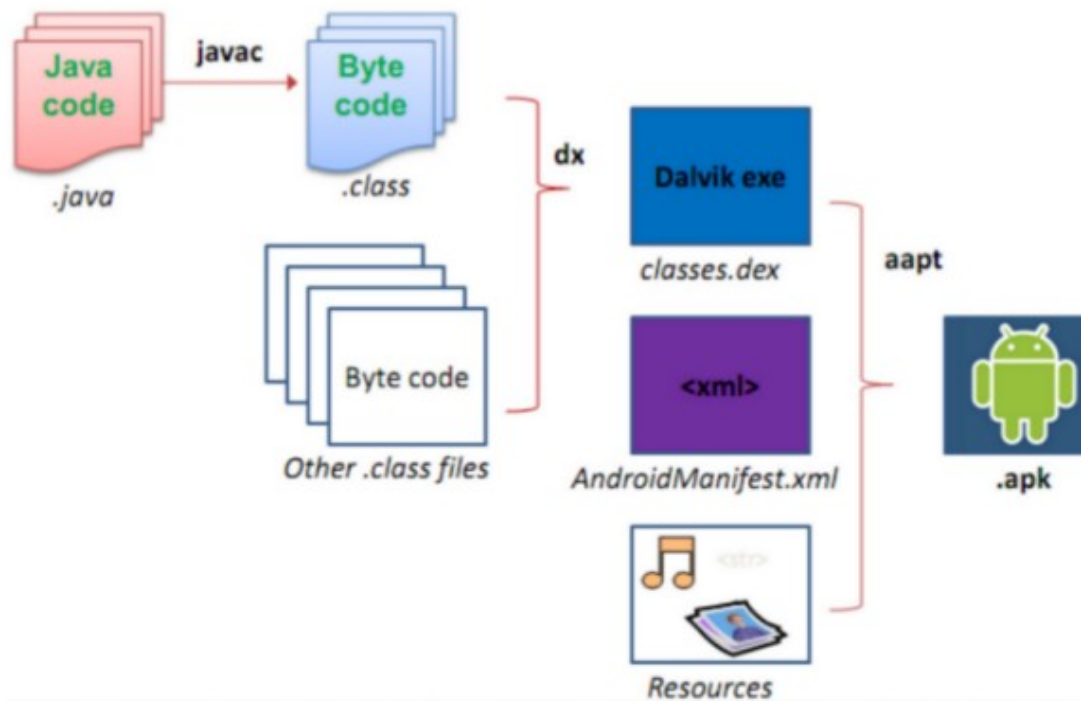 Java
code
.java
javac
Byte
code
.class
Byte code
Other .class files
dx
Dalvik exe
classes.dex
<xml>
AndroidManifest.xml
<str>
Resources
aapt
.apk